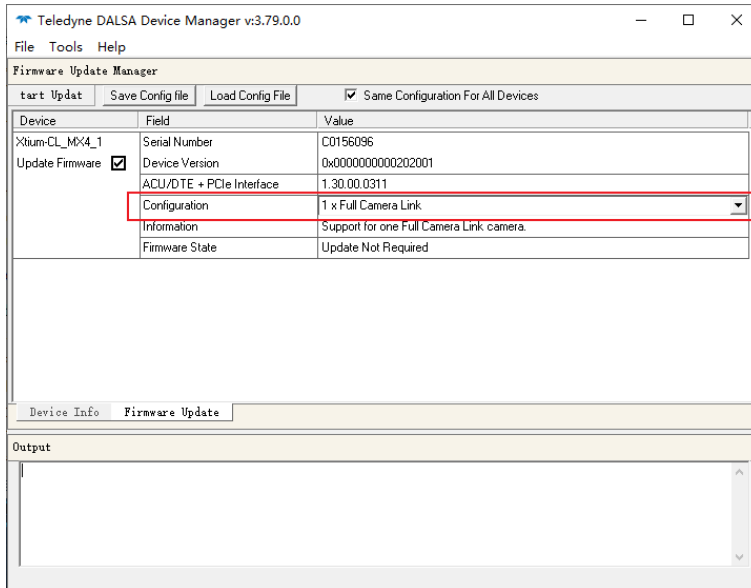 Teledyne DALSA Device Manager v:3.79.0.0
File Tools Help
Firmware Update Manager
tart Updat Save Config file Load Config File Same Configuration For All Devices
Device Field Value
Xtium-CL_MX4_1 Serial Number C0156096
Update Firmware Device Version 0x0000000000202001
ACU/DTE + PCIe Interface 1.30.00.0311
Configuration 1 x Full Camera Link
Information Support for one Full Camera Link camera.
Firmware State Update Not Required
Device Info Firmware Update
Output